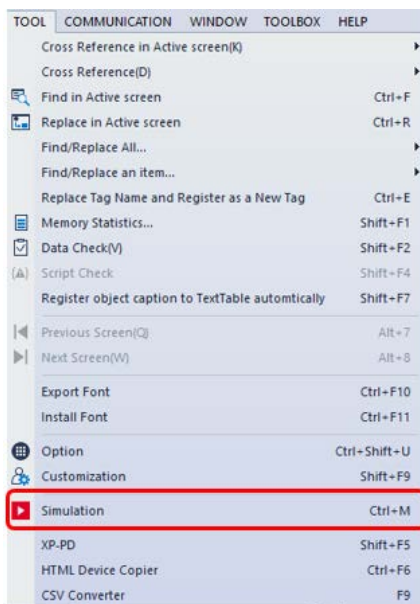 TOOL COMMUNICATION WINDOW TOOLBOX HELP
Cross Reference in Active screen(K)
Cross Reference(D)
Find in Active screen Ctrl+F
Replace in Active screen Ctrl+R
Find/Replace All...
Find/Replace an item...
Replace Tag Name and Register as a New Tag Ctrl+E
Memory Statistics... Shift+F1
Data Check(V) Shift+F2
(A) Script Check Shift+F4
Register object caption to TextTable automtically Shift+F7
Previous Screen(Q) Alt+7
Next Screen(W) Alt+8
Export Font Ctrl+F10
Install Font Ctrl+F11
Option Ctrl+Shift+U
Customization Shift+F9
Simulation Ctrl+M
XP-PD Shift+F5
HTML Device Copier Ctrl+F6
CSV Converter F9